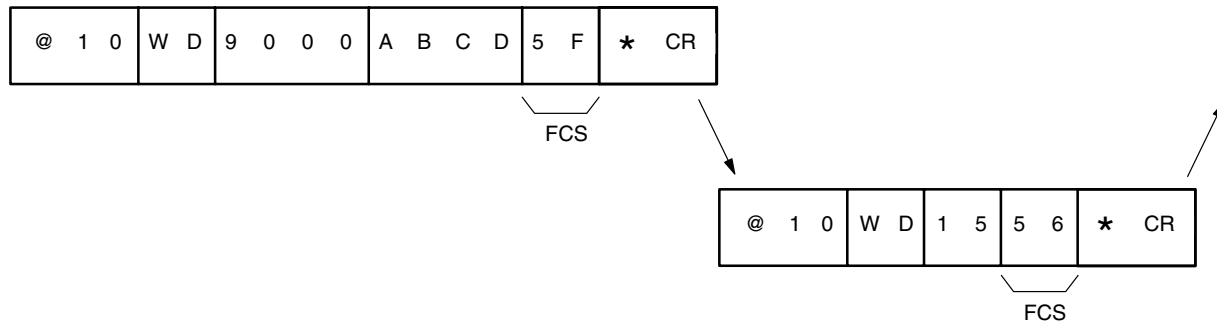 @ 1 0 W D 9 0 0 0 A B C D 5 F * CR
FCS
@ 1 0 W D 1 5 5 6 * CR
FCS